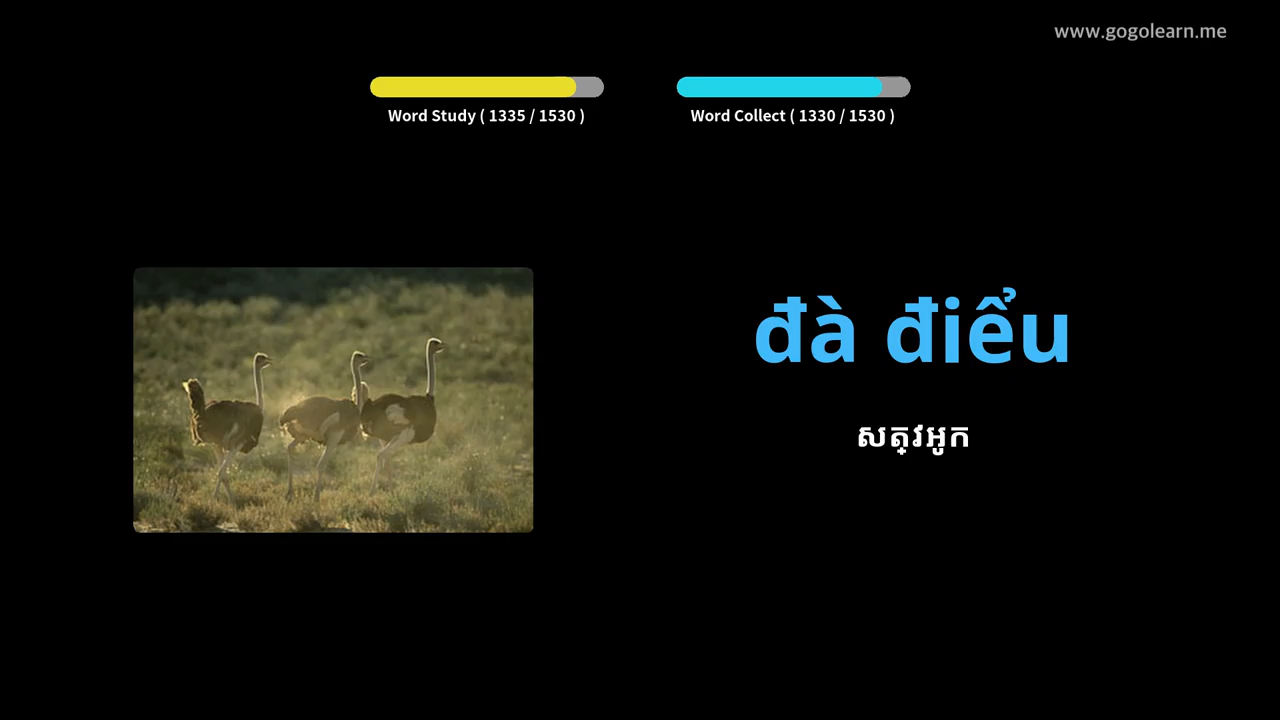 www.gogolearn.me
Word Study ( 1335 / 1530 )
Word Collect ( 1330 / 1530 )
đà điểu
សត្វអូក